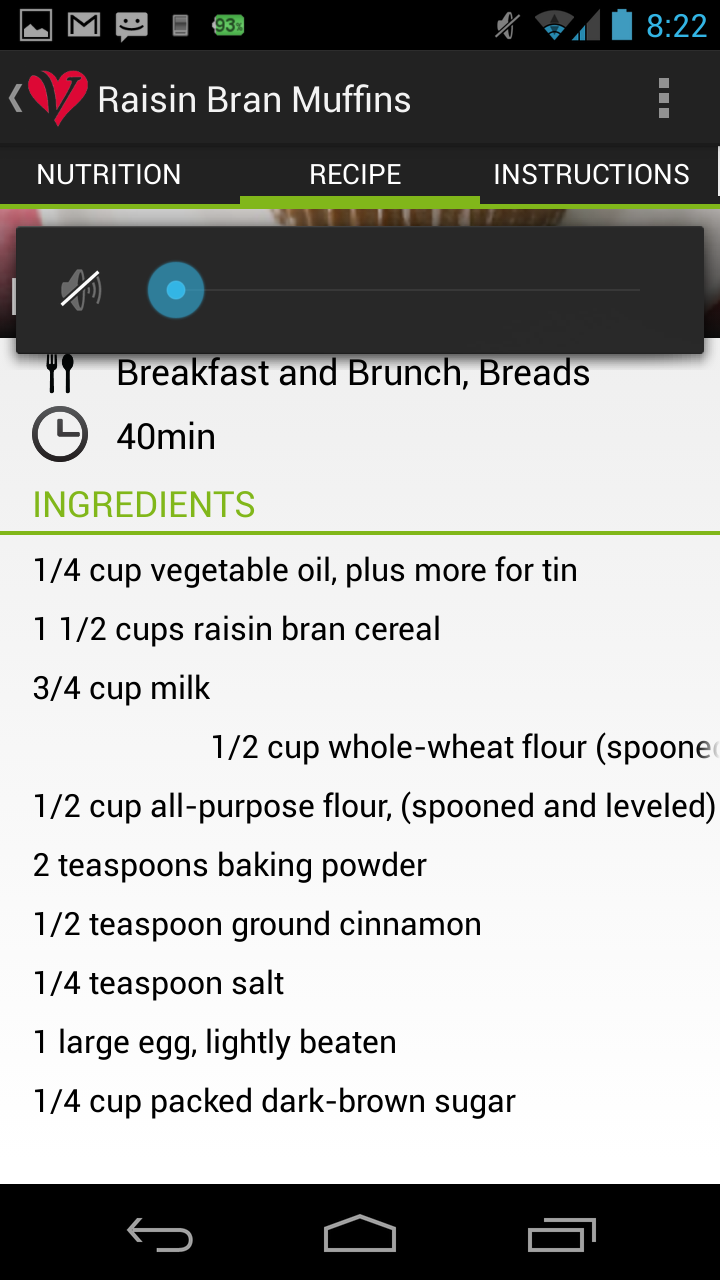 93%
8:22
Raisin Bran Muffins
NUTRITION
RECIPE
INSTRUCTIONS
Breakfast and Brunch, Breads
40min
INGREDIENTS
1/4 cup vegetable oil, plus more for tin
1 1/2 cups raisin bran cereal
3/4 cup milk
1/2 cup whole-wheat flour (spooned
1/2 cup all-purpose flour, (spooned and leveled)
2 teaspoons baking powder
1/2 teaspoon ground cinnamon
1/4 teaspoon salt
1 large egg, lightly beaten
1/4 cup packed dark-brown sugar